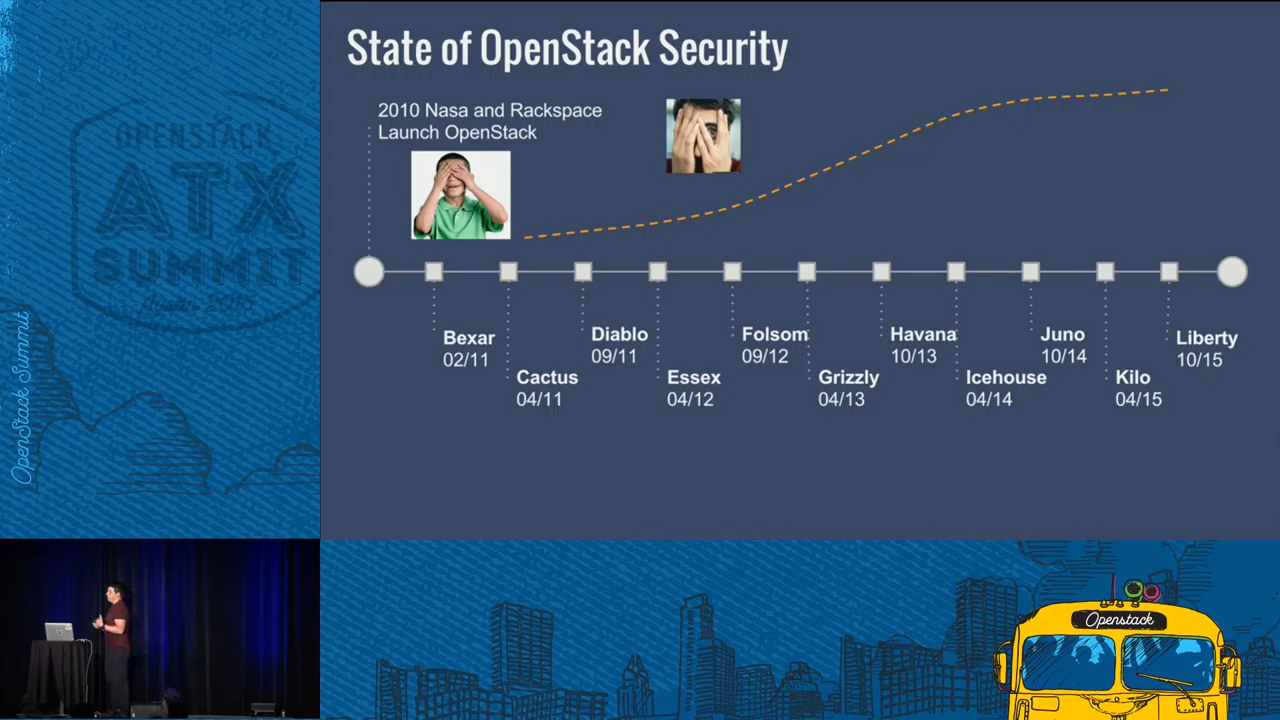 State of OpenStack Security
2010 Nasa and Rackspace
Launch OpenStack
Bexar
02/11
Cactus
04/11
Diablo
09/11
Essex
04/12
Folsom
09/12
Grizzly
04/13
Havana
10/13
Icehouse
04/14
Juno
10/14
Kilo
04/15
Liberty
10/15
OPENSTACK
ATX
SUMMIT
OpenStack Summit
Openstack